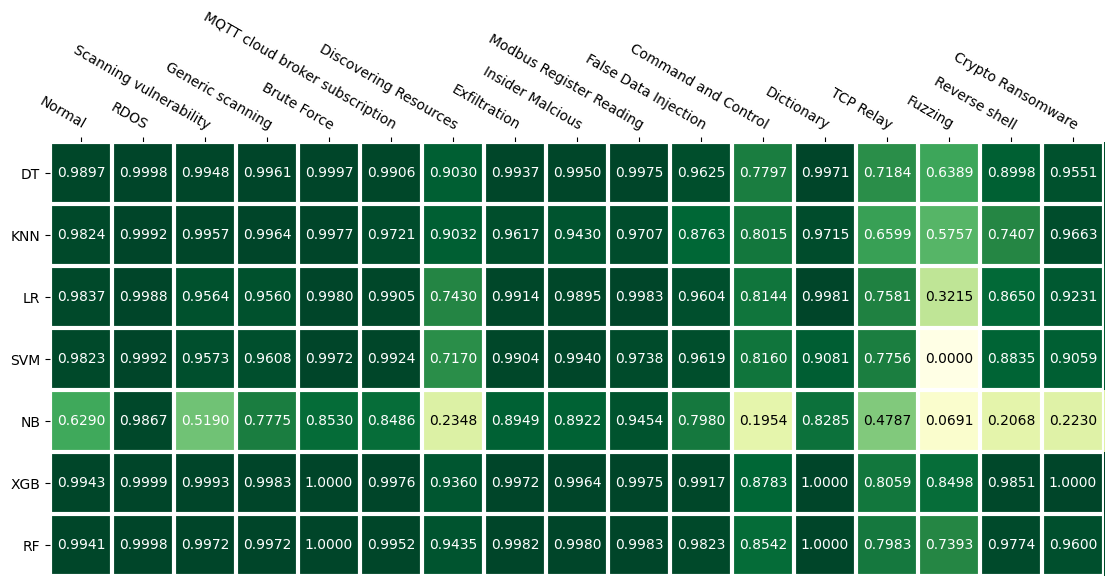 Normal RDOS Scanning vulnerability Generic scanning Brute Force MQTT cloud broker subscription Discovering Resources Exfiltration Insider Malcious Modbus Register Reading False Data Injection Command and Control Dictionary TCP Relay Fuzzing Reverse shell Crypto Ransomware
DT 0.9897 0.9998 0.9948 0.9961 0.9997 0.9906 0.9030 0.9937 0.9950 0.9975 0.9625 0.7797 0.9971 0.7184 0.6389 0.8998 0.9551
KNN 0.9824 0.9992 0.9957 0.9964 0.9977 0.9721 0.9032 0.9617 0.9430 0.9707 0.8763 0.8015 0.9715 0.6599 0.5757 0.7407 0.9663
LR 0.9837 0.9988 0.9564 0.9560 0.9980 0.9905 0.7430 0.9914 0.9895 0.9983 0.9604 0.8144 0.9981 0.7581 0.3215 0.8650 0.9231
SVM 0.9823 0.9992 0.9573 0.9608 0.9972 0.9924 0.7170 0.9904 0.9940 0.9738 0.9619 0.8160 0.9081 0.7756 0.0000 0.8835 0.9059
NB 0.6290 0.9867 0.5190 0.7775 0.8530 0.8486 0.2348 0.8949 0.8922 0.9454 0.7980 0.1954 0.8285 0.4787 0.0691 0.2068 0.2230
XGB 0.9943 0.9999 0.9993 0.9983 1.0000 0.9976 0.9360 0.9972 0.9964 0.9975 0.9917 0.8783 1.0000 0.8059 0.8498 0.9851 1.0000
RF 0.9941 0.9998 0.9972 0.9972 1.0000 0.9952 0.9435 0.9982 0.9980 0.9983 0.9823 0.8542 1.0000 0.7983 0.7393 0.9774 0.9600